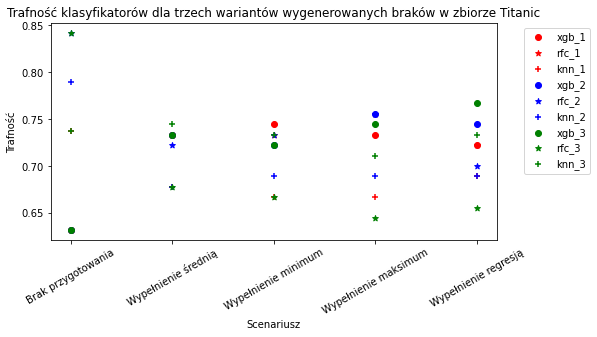 Trafność klasyfikatorów dla trzech wariantów wygenerowanych braków w zbiorze Titanic
0.85
0.80
0.75
0.70
0.65
Trafność
Brak przygotowania
Wypełnienie średnią
Wypełnienie minimum
Wypełnienie maksimum
Wypełnienie regresją
Scenariusz
xgb_1
rfc_1
knn_1
xgb_2
rfc_2
knn_2
xgb_3
rfc_3
knn_3